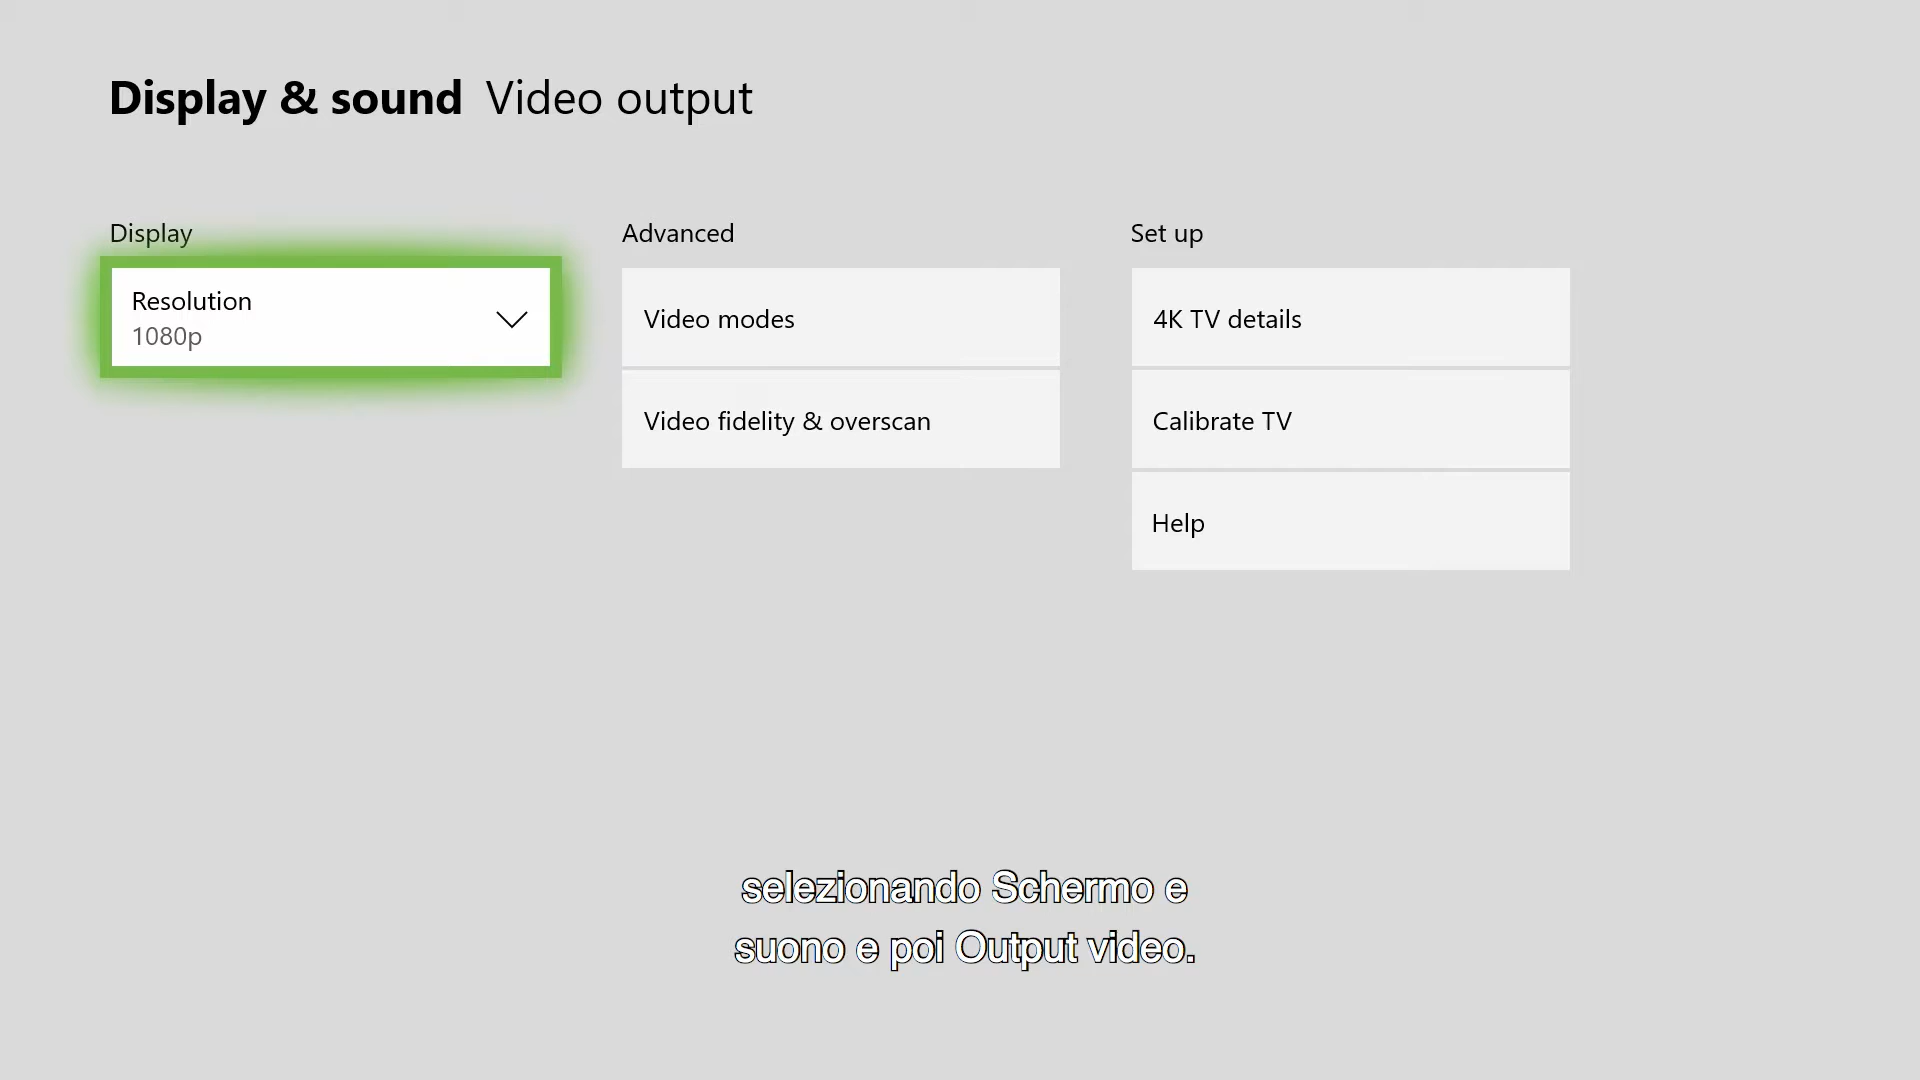 Display & sound Video output
Display
Resolution
1080p
Advanced
Video modes
Video fidelity & overscan
Set up
4K TV details
Calibrate TV
Help
selezionando Schermo e
suono e poi Output video.